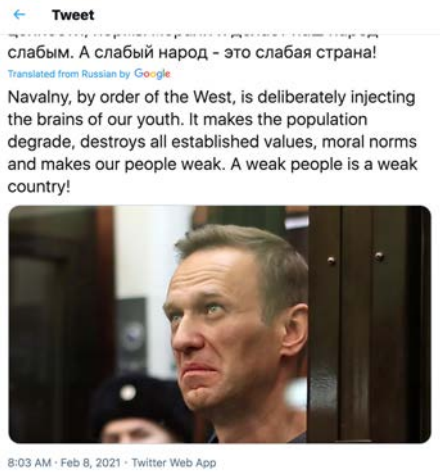 Tweet
слабым. А слабый народ - это слабая страна!
Translated from Russian by Google
Navalny, by order of the West, is deliberately injecting
the brains of our youth. It makes the population
degrade, destroys all established values, moral norms
and makes our people weak. A weak people is a weak
country!
8:03 AM · Feb 8, 2021 · Twitter Web App